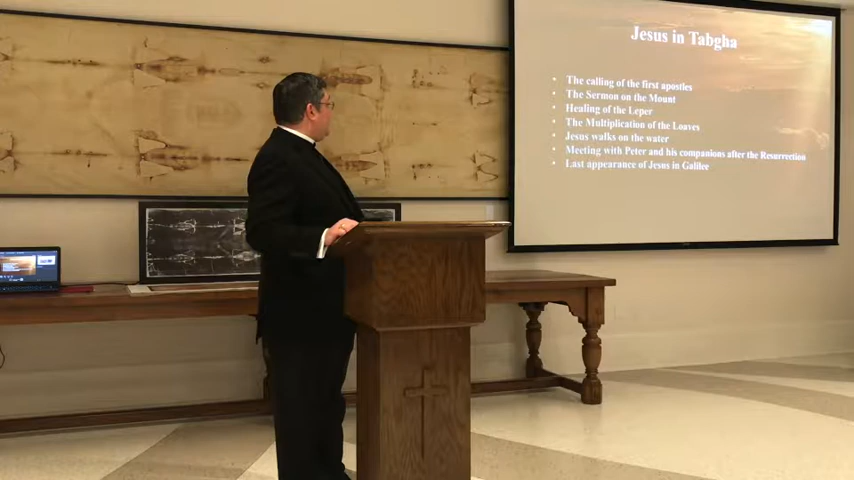 Jesus in Tabgha
The calling of the first apostles
The Sermon on the Mount
Healing of the Leper
The Multiplication of the Loaves
Jesus walks on the water
Meeting with Peter and his companions after the Resurrection
Last appearance of Jesus in Galilee